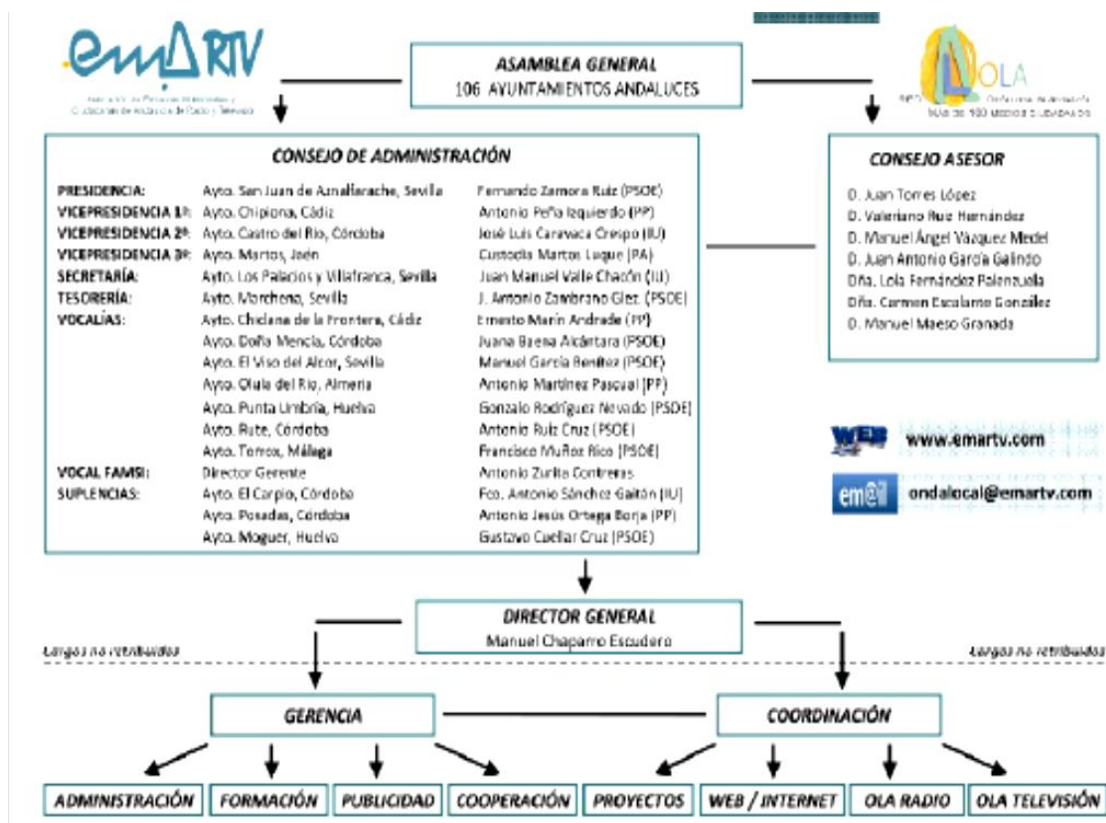 emARTV
Ciudadanas de Andalucía de Radio y Televisión
OLA
ASAMBLEA GENERAL
106 AYUNTAMIENTOS ANDALUCES
CONSEJO DE ADMINISTRACIÓN
PRESIDENCIA: Ayto. San Juan de Aznalfarache, Sevilla Fernando Zamora Ruiz (PSOE)
VICEPRESIDENCIA 1ª: Ayto. Chipiona, Cádiz Antonio Peña Izquierdo (PP)
VICEPRESIDENCIA 2ª: Ayto. Castro del Río, Córdoba José Luis Caravaca Crespo (IU)
VICEPRESIDENCIA 3ª: Ayto. Martos, Jaén Custodia Martos Luque (PA)
SECRETARÍA: Ayto. Los Palacios y Villafranca, Sevilla Juan Manuel Valle Chacón (IU)
TESORERÍA: Ayto. Marchena, Sevilla J. Antonio Zambrano Glez. (PSOE)
VOCALÍAS: Ayto. Chiclana de la Frontera, Cádiz Ernesto Marín Andrade (PP)
Ayto. Doña Mencía, Córdoba Juana Baena Alcántara (PSOE)
Ayto. El Viso del Alcor, Sevilla Manuel García Benítez (PSOE)
Ayto. Olula del Río, Almería Antonio Martínez Pascual (PP)
Ayto. Punta Umbría, Huelva Gonzalo Rodríguez Nevado (PSOE)
Ayto. Rute, Córdoba Antonio Ruiz Cruz (PSOE)
Ayto. Torrox, Málaga Francisco Muñoz Rico (PSOE)
VOCAL FAMSI: Director Gerente Antonio Zurita Contreras
SUPLENCIAS: Ayto. El Carpio, Córdoba Fco. Antonio Sánchez Gaitán (IU)
Ayto. Posadas, Córdoba Antonio Jesús Ortega Borja (PP)
Ayto. Moguer, Huelva Gustavo Cuellar Cruz (PSOE)
CONSEJO ASESOR
D. Juan Torres López
D. Valeriano Ruiz Hernández
D. Manuel Ángel Vázquez Medel
D. Juan Antonio García Galindo
Dña. Lola Fernández Palenzuela
Dña. Carmen Escalante González
D. Manuel Maeso Granada
WEB www.emartv.com
em@il ondalocal@emartv.com
DIRECTOR GENERAL
Manuel Chaparro Escudero
Cargos no retribuidos Cargos no retribuidos
GERENCIA COORDINACIÓN
ADMINISTRACIÓN FORMACIÓN PUBLICIDAD COOPERACIÓN PROYECTOS WEB / INTERNET OLA RADIO OLA TELEVISIÓN